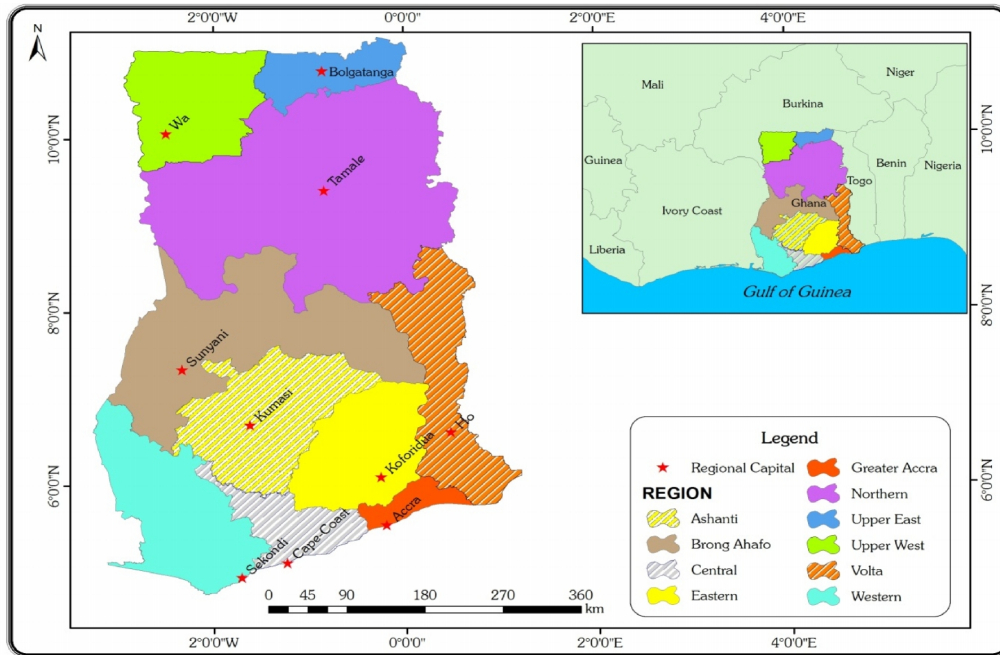 2°0'0"W
0°0'0"
2°0'0"E
4°0'0"E
N
10°0'0"N
8°0'0"N
6°0'0"N
Bolgatanga
Wa
Tamale
Sunyani
Kumasi
Ho
Koforidua
Accra
Cape-Coast
Sekondi
0 45 90 180 270 360
km
Mali
Niger
Burkina
Guinea
Benin
Nigeria
Togo
Ivory Coast
Ghana
Liberia
Gulf of Guinea
10°0'0"N
8°0'0"N
6°0'0"N
Legend
Regional Capital
REGION
Ashanti
Brong Ahafo
Central
Eastern
Greater Accra
Northern
Upper East
Upper West
Volta
Western
2°0'0"W
0°0'0"
2°0'0"E
4°0'0"E